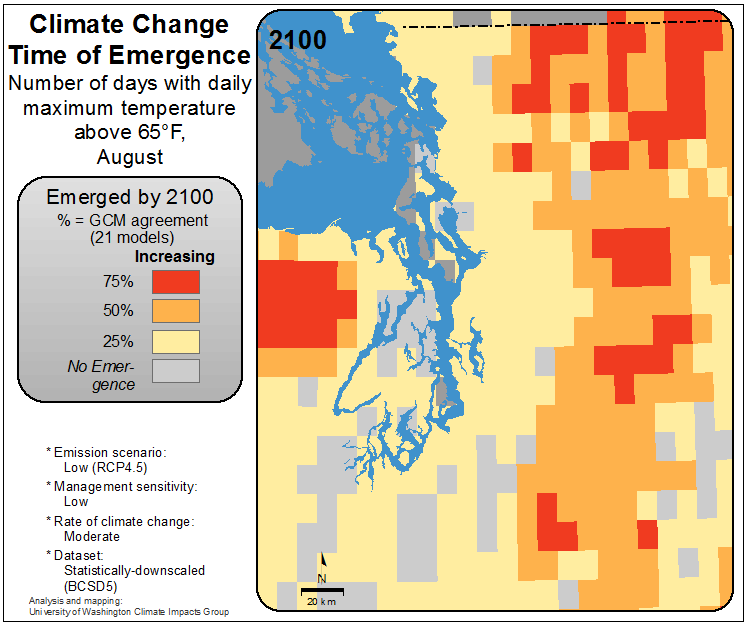 Climate Change
Time of Emergence
Number of days with daily
maximum temperature
above 65°F,
August
Emerged by 2100
% = GCM agreement
(21 models)
Increasing
75%
50%
25%
No Emer-
gence
* Emission scenario:
Low (RCP4.5)
* Management sensitivity:
Low
* Rate of climate change:
Moderate
* Dataset:
Statistically-downscaled
(BCSD5)
Analysis and mapping:
University of Washington Climate Impacts Group
2100
N
20 km